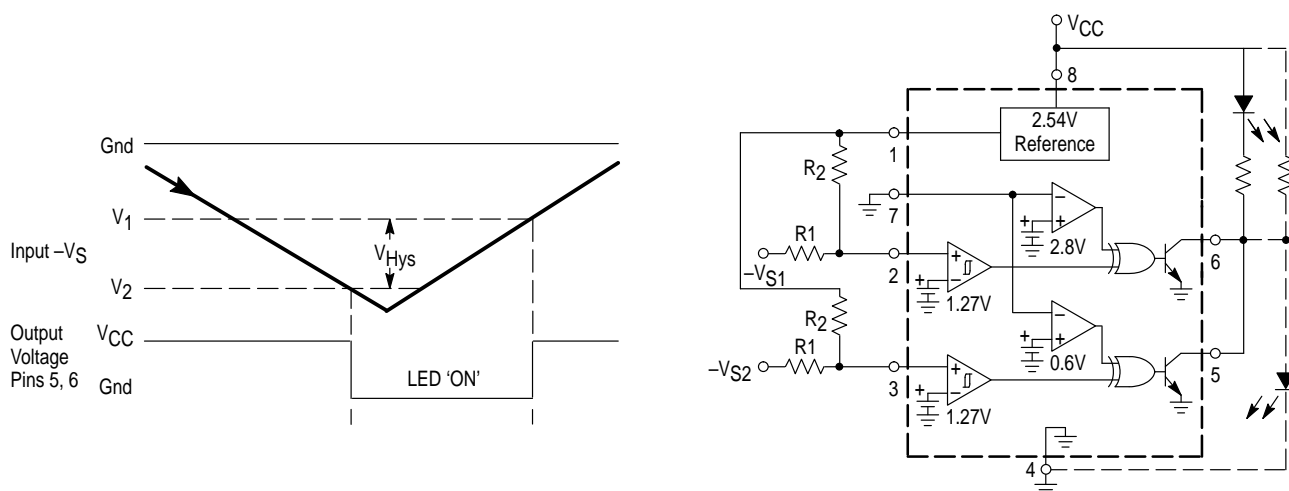 Gnd
V1
Input –VS
VHys
V2
Output
Voltage
Pins 5, 6
VCC
Gnd
LED 'ON'
VCC
8
2.54V
Reference
1
R2
7
R1
–VS1
2
2.8V
6
1.27V
R2
R1
–VS2
3
0.6V
5
1.27V
4